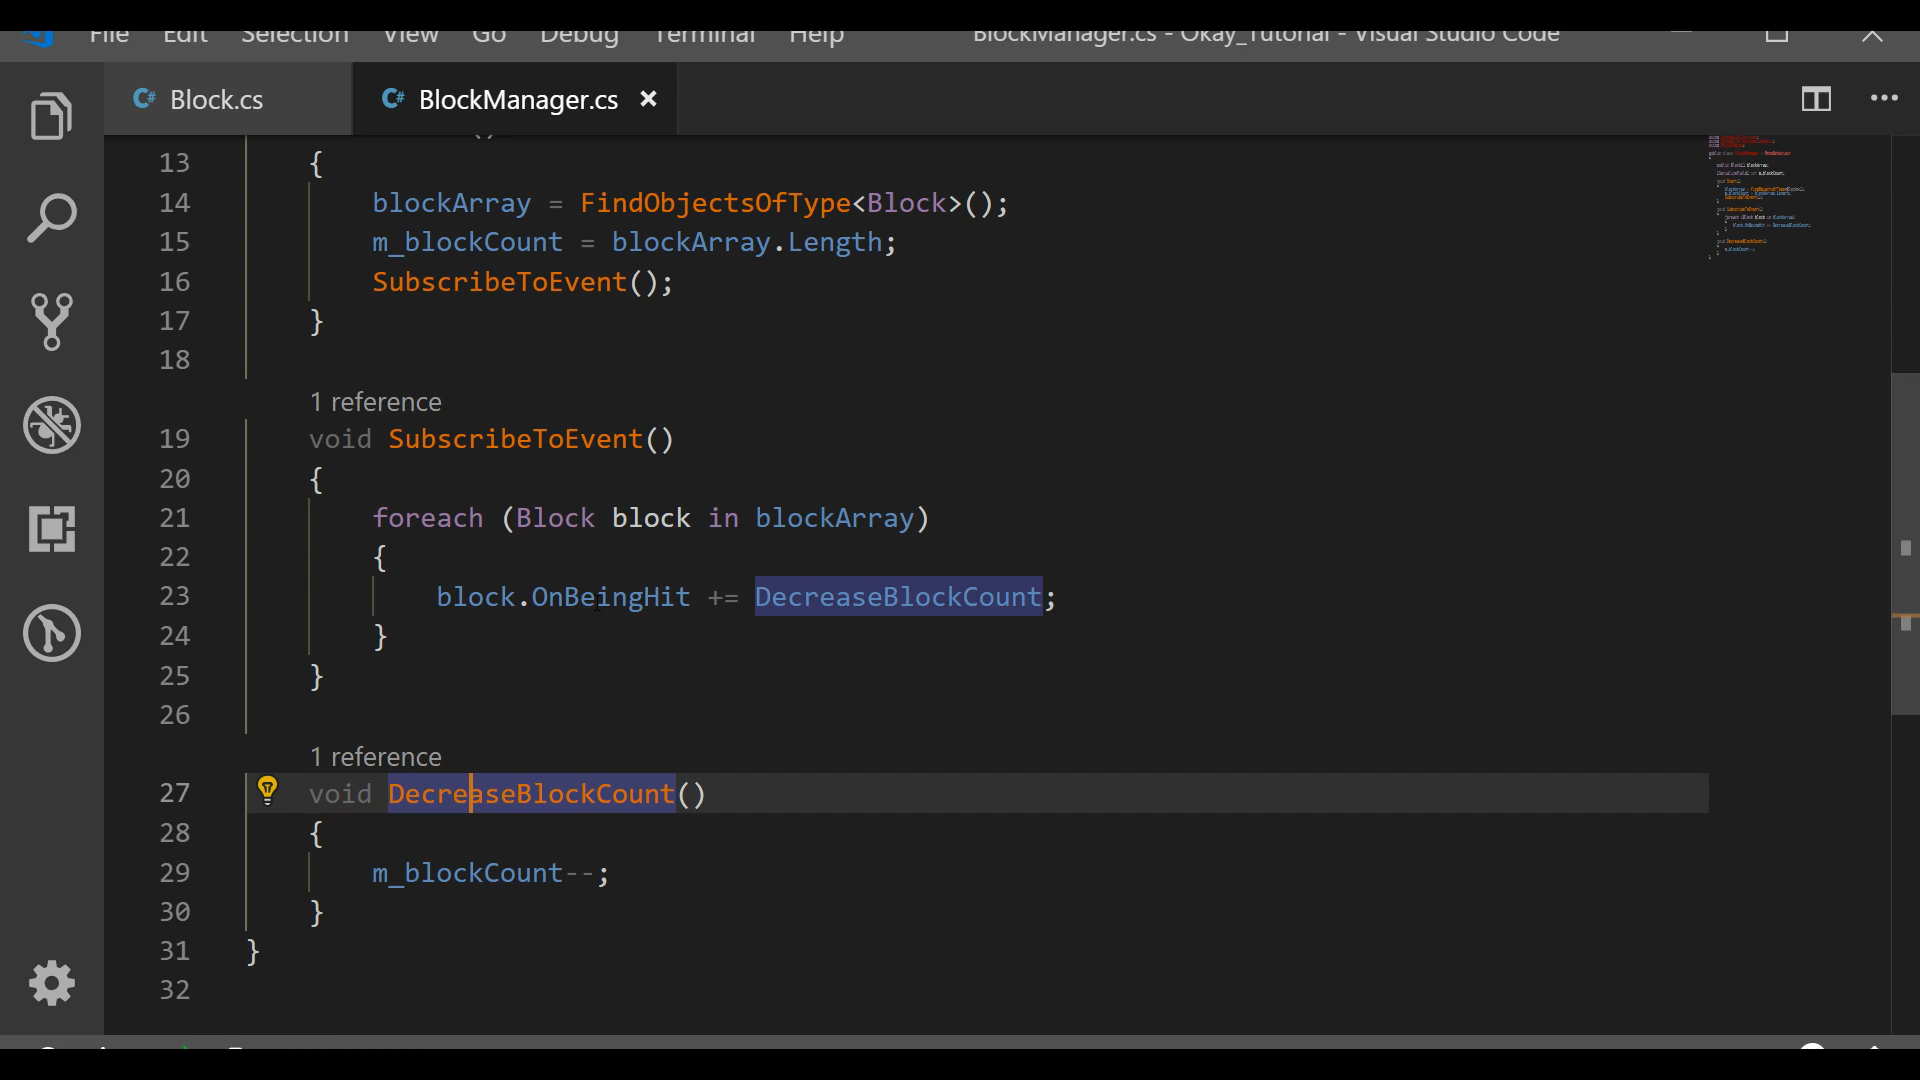 File Edit Selection View Go Debug Terminal Help BlockManager.cs - Okay_Tutorial - Visual Studio Code
C# Block.cs C# BlockManager.cs ×
13 {
14 blockArray = FindObjectsOfType<Block>();
15 m_blockCount = blockArray.Length;
16 SubscribeToEvent();
17 }
18
1 reference
19 void SubscribeToEvent()
20 {
21 foreach (Block block in blockArray)
22 {
23 block.OnBeingHit += DecreaseBlockCount;
24 }
25 }
26
1 reference
27 void DecreaseBlockCount()
28 {
29 m_blockCount--;
30 }
31 }
32